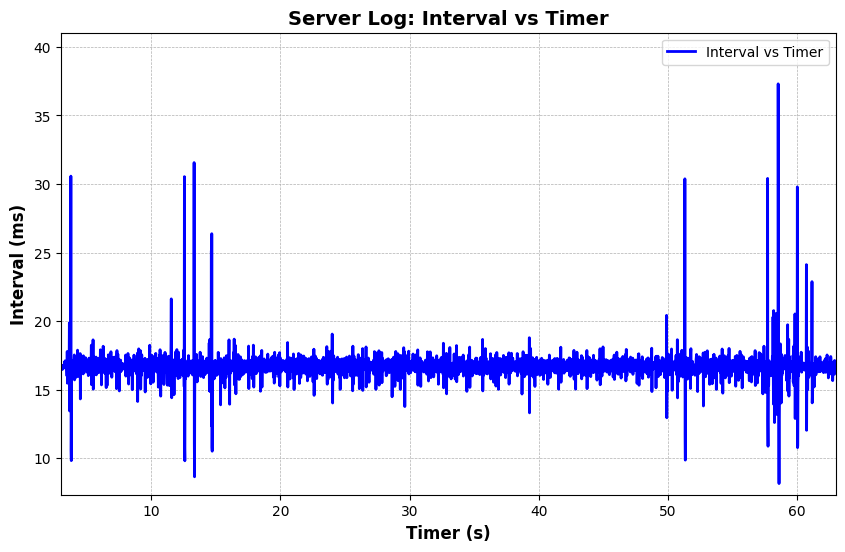 Server Log: Interval vs Timer
Interval vs Timer
40
35
30
25
20
15
10
Interval (ms)
10 20 30 40 50 60
Timer (s)